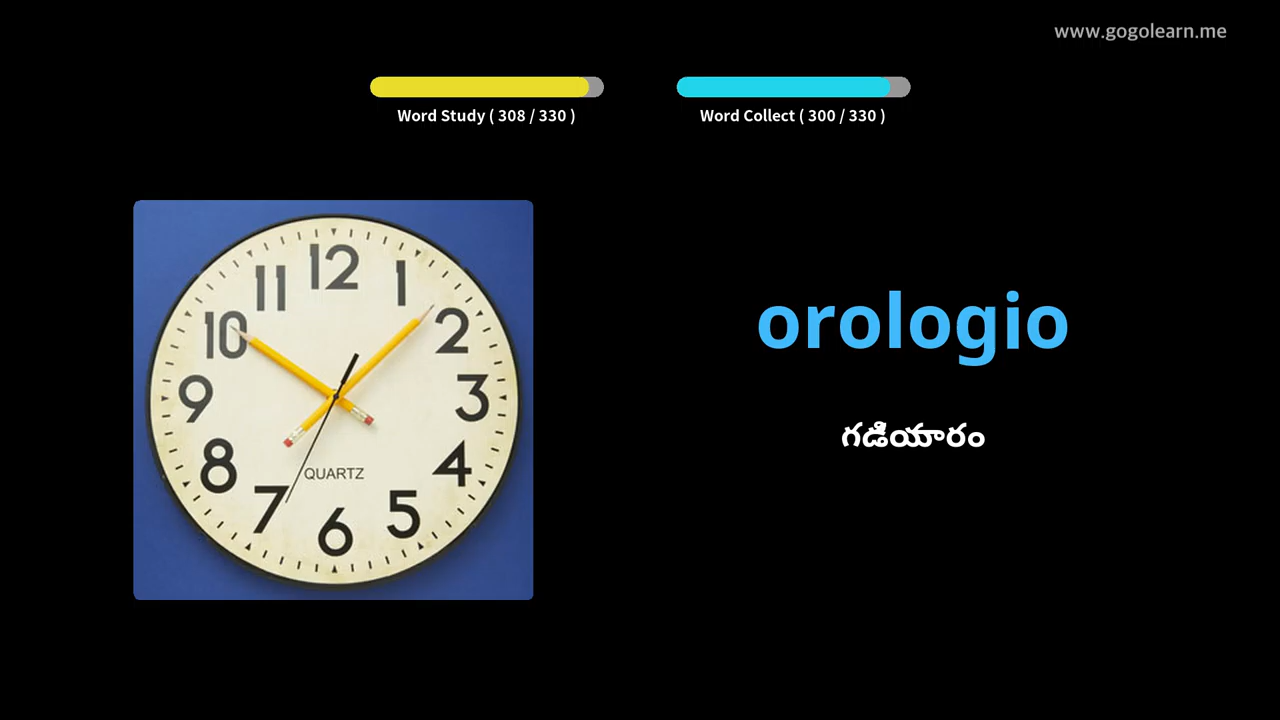 www.gogolearn.me
Word Study ( 308 / 330 )
Word Collect ( 300 / 330 )
12
11
1
10
2
9
3
8
4
QUARTZ
7
5
6
orologio
గడియారం